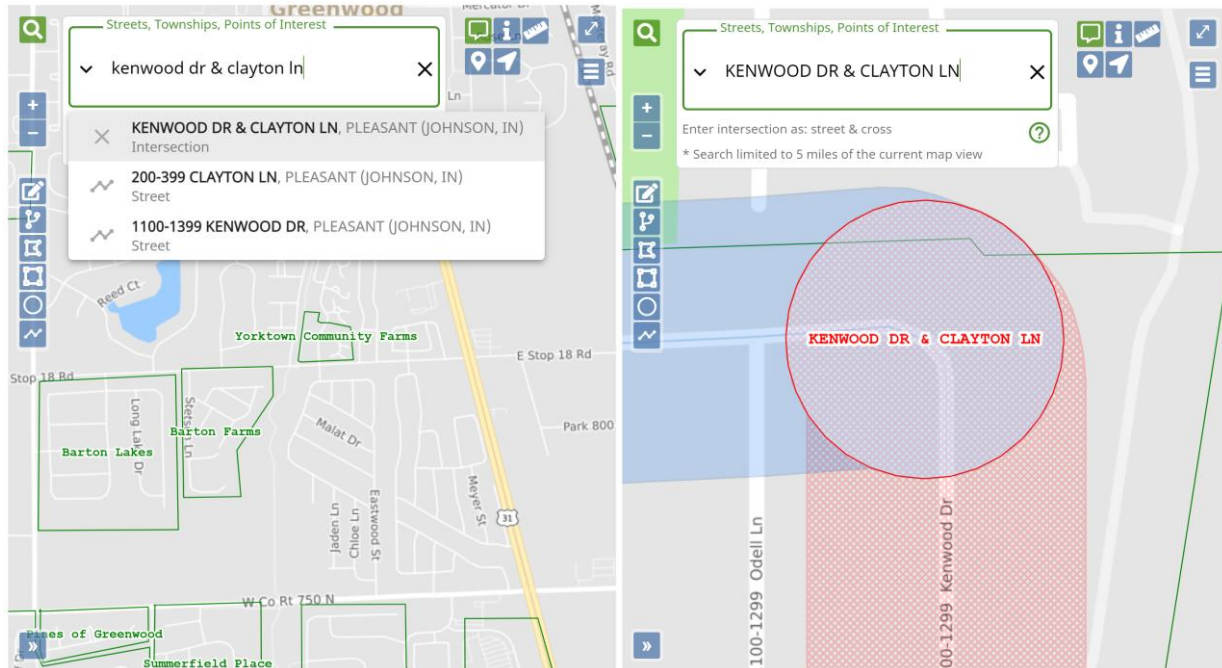 Greenwood
Mercator Dr
Streets, Townships, Points of Interest
kenwood dr & clayton ln
Ln
KENWOOD DR & CLAYTON LN, PLEASANT (JOHNSON, IN)
Intersection
200-399 CLAYTON LN, PLEASANT (JOHNSON, IN)
Street
1100-1399 KENWOOD DR, PLEASANT (JOHNSON, IN)
Street
Reed Ct
Yorktown Community Farms
E Stop 18 Rd
Stop 18 Rd
Long Lake Dr
Stetson Ln
Barton Farms
Malat Dr
Park 800
Barton Lakes
Meyer St
Jaden Ln
Chloe Ln
Eastwood St
31
W Co Rt 750 N
Pines of Greenwood
Summerfield Place
Streets, Townships, Points of Interest
KENWOOD DR & CLAYTON LN
Enter intersection as: street & cross
* Search limited to 5 miles of the current map view
KENWOOD DR & CLAYTON LN
100-1299 Odell Ln
00-1299 Kenwood Dr